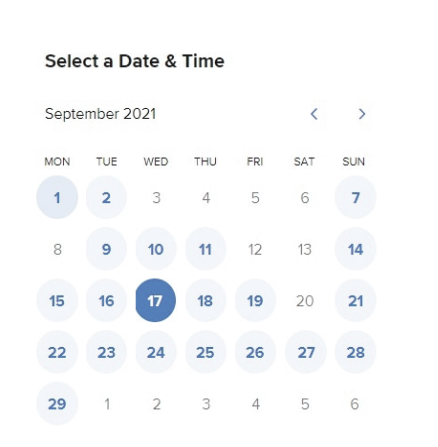 Select a Date & Time
September 2021
MON TUE WED THU FRI SAT SUN
1 2 3 4 5 6 7
8 9 10 11 12 13 14
15 16 17 18 19 20 21
22 23 24 25 26 27 28
29 1 2 3 4 5 6